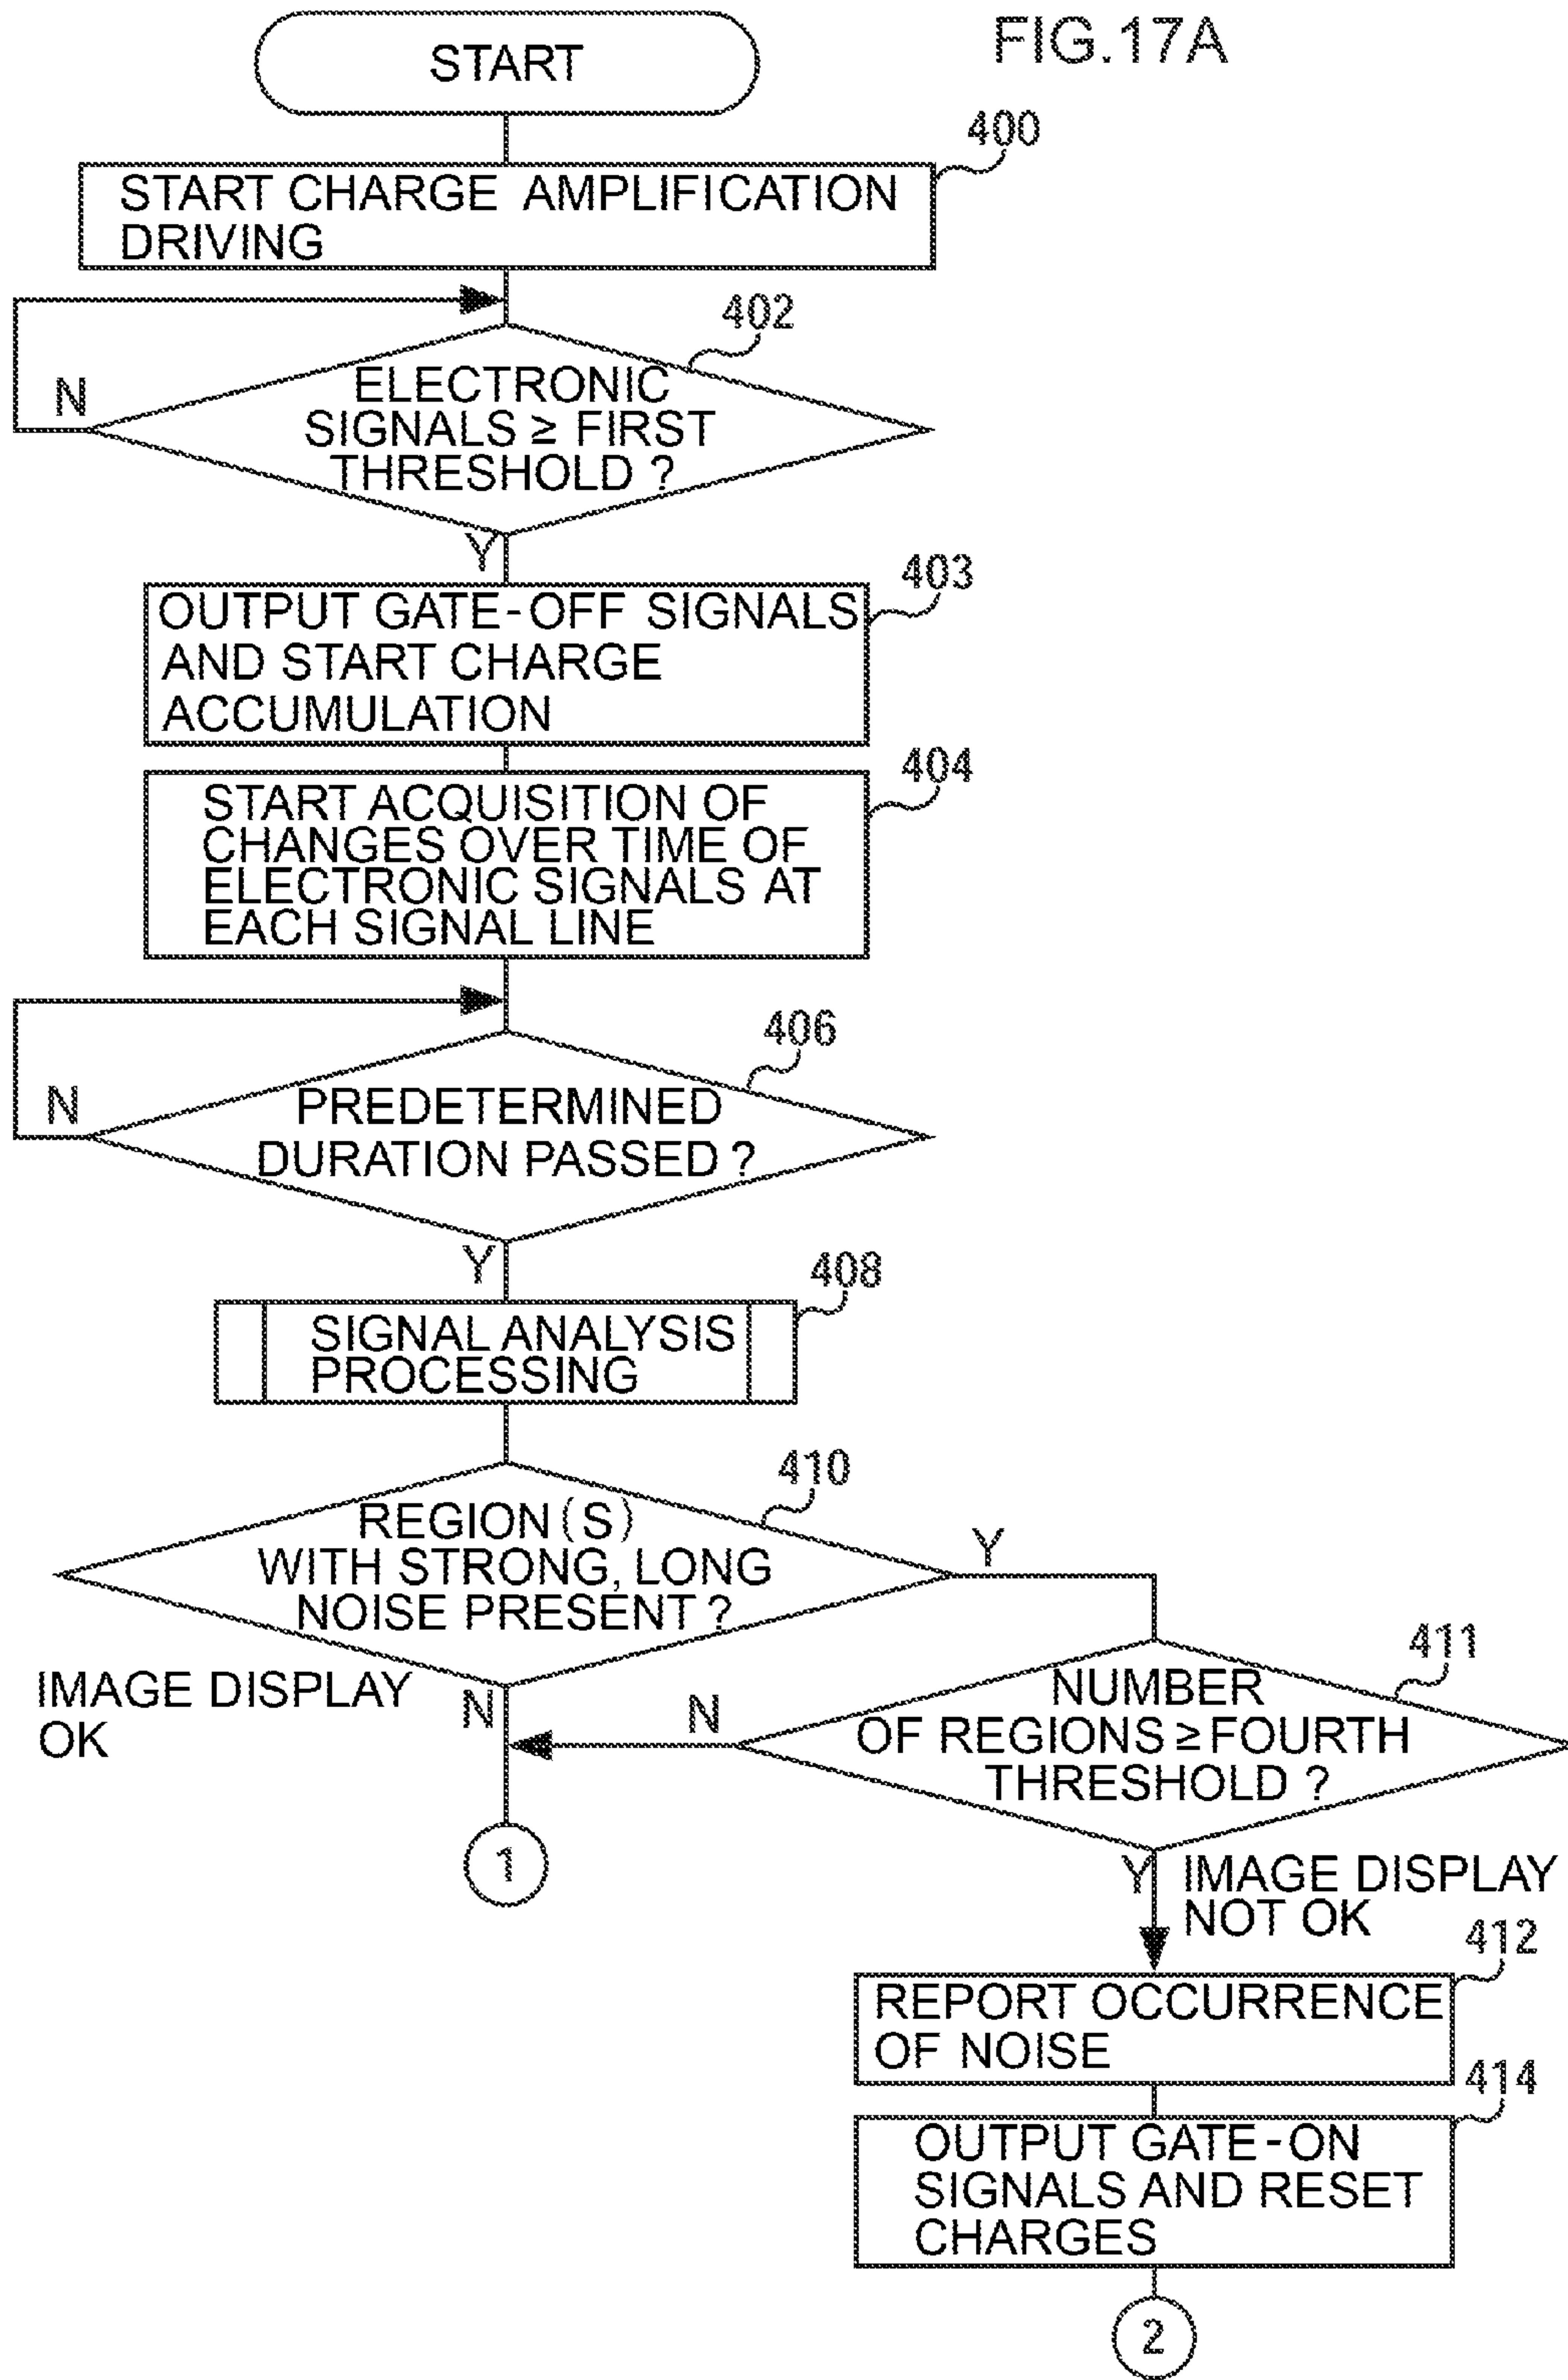 FIG.17A
START
400
START CHARGE AMPLIFICATION
DRIVING
402
ELECTRONIC
SIGNALS ≥ FIRST
THRESHOLD ?
N
Y
403
OUTPUT GATE-OFF SIGNALS
AND START CHARGE
ACCUMULATION
404
START ACQUISITION OF
CHANGES OVER TIME OF
ELECTRONIC SIGNALS AT
EACH SIGNAL LINE
406
PREDETERMINED
DURATION PASSED ?
N
Y
408
SIGNAL ANALYSIS
PROCESSING
410
REGION(S)
WITH STRONG, LONG
NOISE PRESENT ?
Y
IMAGE DISPLAY
OK
N
411
NUMBER
OF REGIONS ≥ FOURTH
THRESHOLD ?
N
1
Y
IMAGE DISPLAY
NOT OK
412
REPORT OCCURRENCE
OF NOISE
414
OUTPUT GATE-ON
SIGNALS AND RESET
CHARGES
2